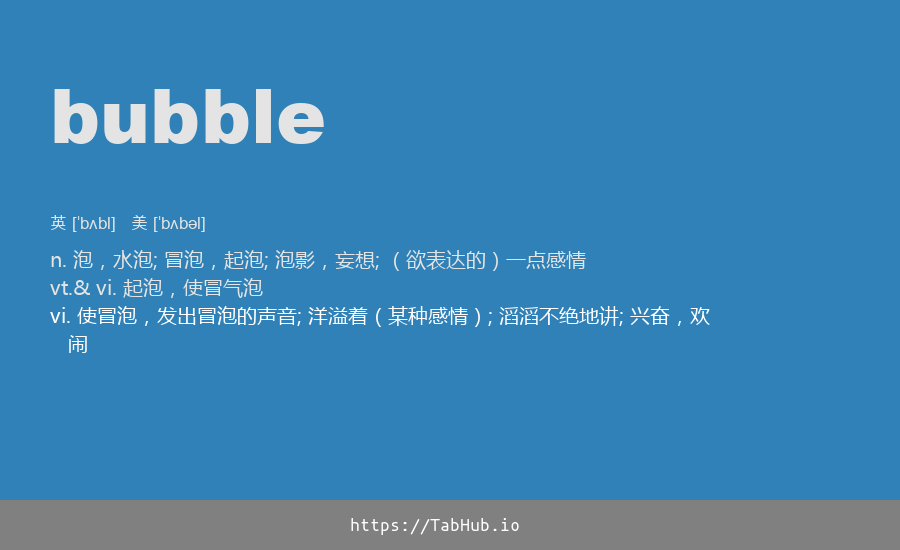 bubble
英 [ˈbʌbl] 美 [ˈbʌbəl]
n. 泡，水泡; 冒泡，起泡; 泡影，妄想; （欲表达的）一点感情
vt.& vi. 起泡，使冒气泡
vi. 使冒泡，发出冒泡的声音; 洋溢着（某种感情）; 滔滔不绝地讲; 兴奋，欢
闹
https://TabHub.io